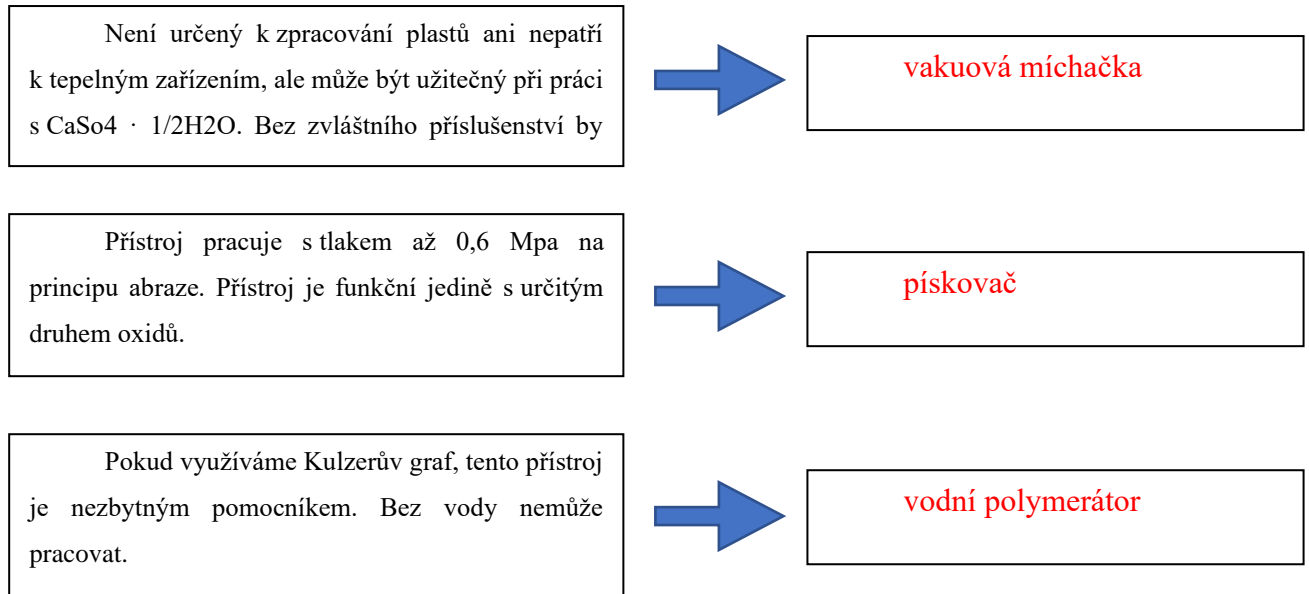 Není určený k zpracování plastů ani nepatří
k tepelným zařízením, ale může být užitečný při práci
s CaSo4 · 1/2H2O. Bez zvláštního příslušenství by
vakuová míchačka
Přístroj pracuje s tlakem až 0,6 Mpa na
principu abraze. Přístroj je funkční jedině s určitým
druhem oxidů.
pískovač
Pokud využíváme Kulzerův graf, tento přístroj
je nezbytným pomocníkem. Bez vody nemůže
pracovat.
vodní polymerátor